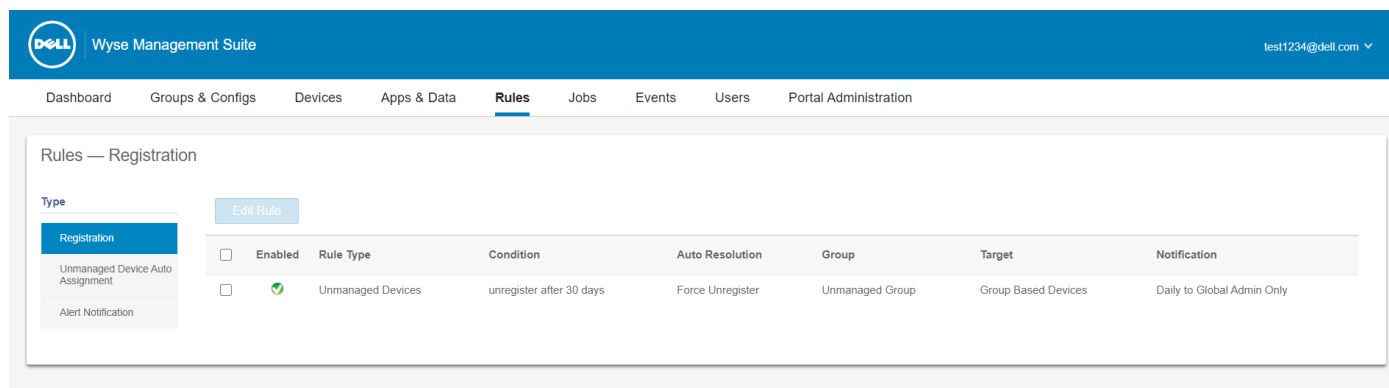 DELL
Wyse Management Suite
test1234@dell.com
Dashboard Groups & Configs Devices Apps & Data Rules Jobs Events Users Portal Administration
Rules — Registration
Type
Edit Rule
Registration
Unmanaged Device Auto
Assignment
Alert Notification
Enabled Rule Type Condition Auto Resolution Group Target Notification
Unmanaged Devices unregister after 30 days Force Unregister Unmanaged Group Group Based Devices Daily to Global Admin Only